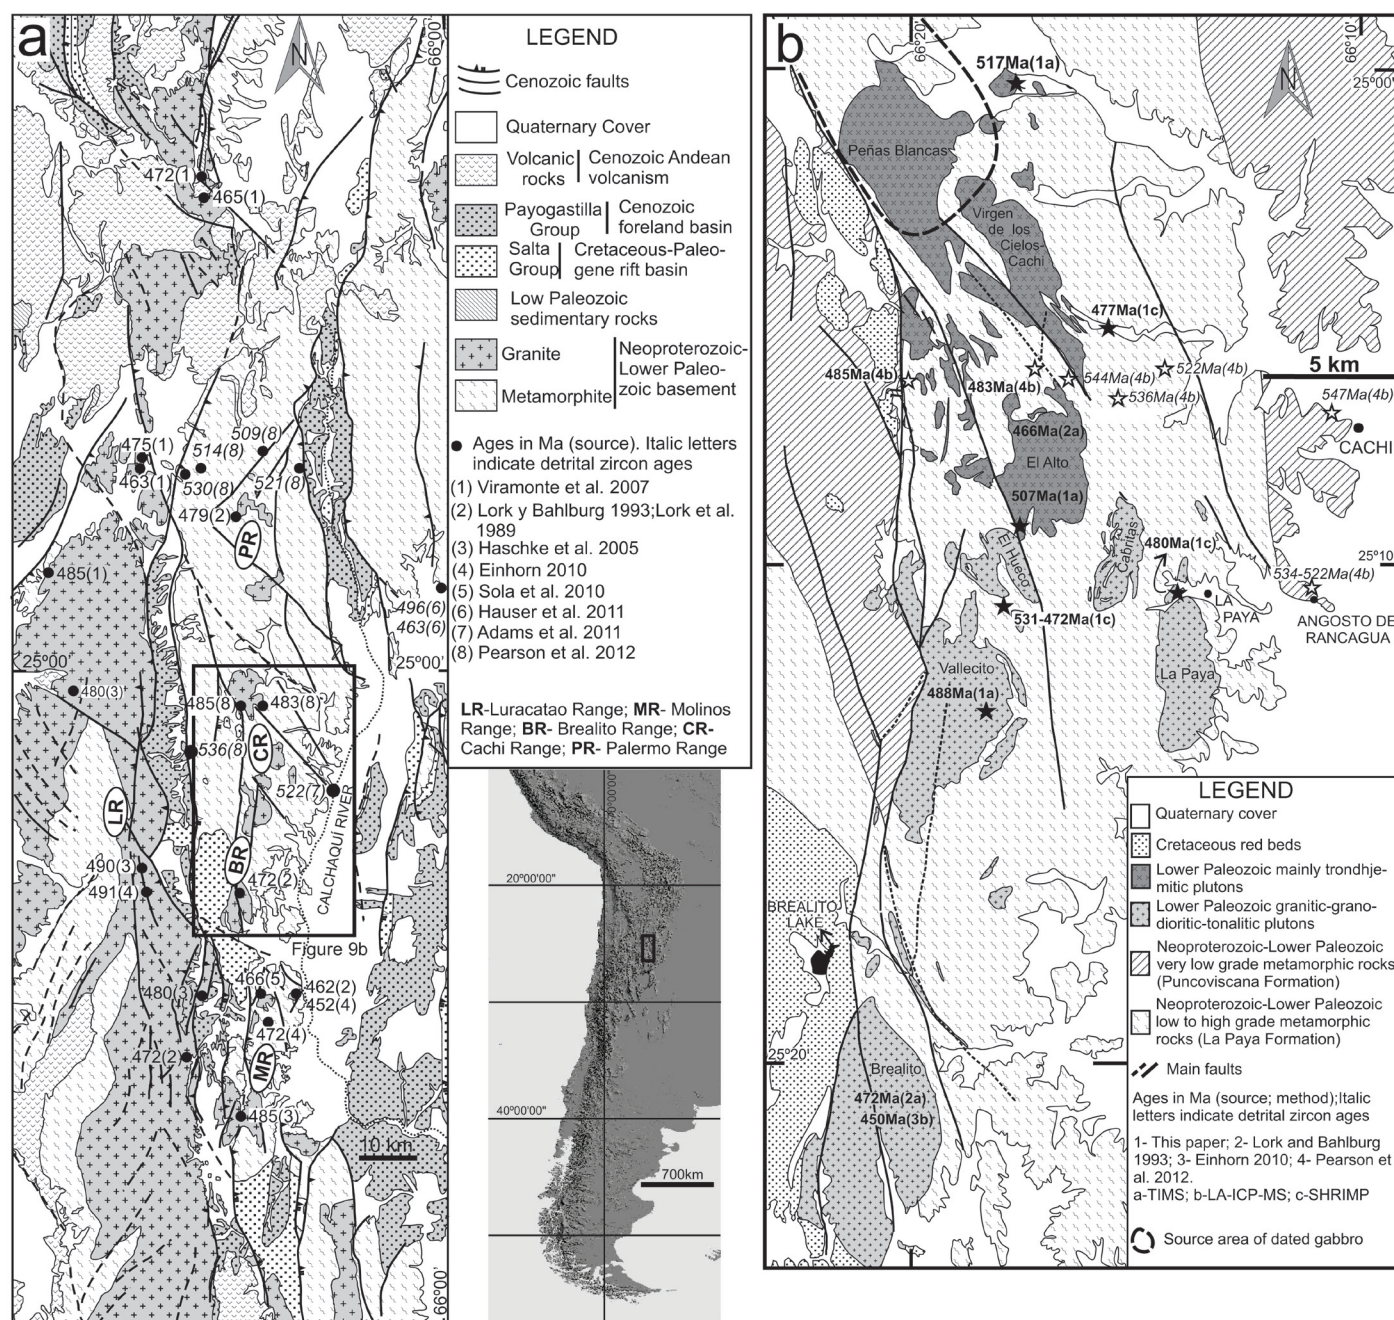 a
N
66°00'
472(1)
465(1)
475(1)
463(1)
509(8)
514(8)
530(8)
521(8)
479(2)
PR
485(1)
496(6)
463(6)
25°00'
25°00'
480(3)
485(8)
483(8)
CR
536(8)
522(7)
LR
CALCHAQUÍ RIVER
BR
490(3)
491(4)
472(2)
Figure 9b
466(5)
462(2)
452(4)
480(3)
472(4)
472(2)
MR
485(3)
10 km
66°00'
LEGEND
Cenozoic faults
Quaternary Cover
Volcanic
rocks
Cenozoic Andean
volcanism
Payogastilla
Group
Cenozoic
foreland basin
Salta
Group
Cretaceous-Paleo-
gene rift basin
Low Paleozoic
sedimentary rocks
Granite
Metamorphite
Neoproterozoic-
Lower Paleo-
zoic basement
Ages in Ma (source). Italic letters
indicate detrital zircon ages
(1) Viramonte et al. 2007
(2) Lork y Bahlburg 1993;Lork et al.
1989
(3) Haschke et al. 2005
(4) Einhorn 2010
(5) Sola et al. 2010
(6) Hauser et al. 2011
(7) Adams et al. 2011
(8) Pearson et al. 2012
LR-Luracatao Range; MR- Molinos
Range; BR- Brealito Range; CR-
Cachi Range; PR- Palermo Range
20°00'00"
40°00'00"
700km
b
66°20'
66°10'
517Ma(1a)
25°00'
N
Peñas Blancas
Virgen
de los
Cielos-
Cachi
477Ma(1c)
485Ma(4b)
483Ma(4b)
544Ma(4b)
522Ma(4b)
536Ma(4b)
5 km
547Ma(4b)
CACHI
466Ma(2a)
El Alto
507Ma(1a)
El Hueco
Cabritas
480Ma(1c)
25°10'
534-522Ma(4b)
LA
PAYA
ANGOSTO DE
RANCAGUA
531-472Ma(1c)
Vallecito
488Ma(1a)
La Paya
BREALITO
LAKE
25°20'
Brealito
472Ma(2a)
450Ma(3b)
LEGEND
Quaternary cover
Cretaceous red beds
Lower Paleozoic mainly trondhje-
mitic plutons
Lower Paleozoic granitic-grano-
dioritic-tonalitic plutons
Neoproterozoic-Lower Paleozoic
very low grade metamorphic rocks
(Puncoviscana Formation)
Neoproterozoic-Lower Paleozoic
low to high grade metamorphic
rocks (La Paya Formation)
Main faults
Ages in Ma (source; method);Italic
letters indicate detrital zircon ages
1- This paper; 2- Lork and Bahlburg
1993; 3- Einhorn 2010; 4- Pearson et
al. 2012.
a-TIMS; b-LA-ICP-MS; c-SHRIMP
Source area of dated gabbro